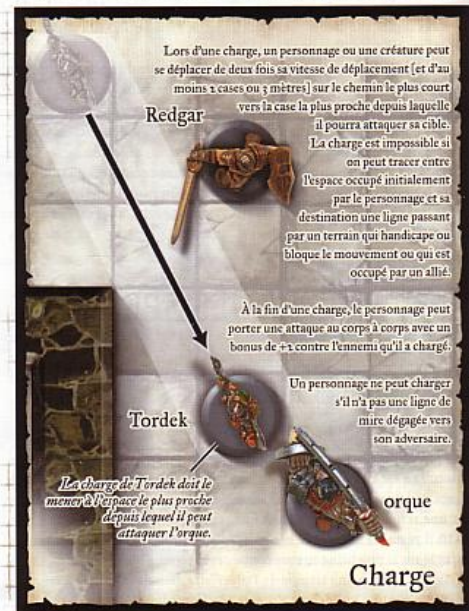 Lors d'une charge, un personnage ou une créature peut
se déplacer de deux fois sa vitesse de déplacement [et d'au
moins 2 cases ou 3 mètres] sur le chemin le plus court
vers la case la plus proche depuis laquelle
il pourra attaquer sa cible.
La charge est impossible si
on peut tracer entre
l'espace occupé initialement
par le personnage et sa
destination une ligne passant
par un terrain qui handicape ou
bloque le mouvement ou qui est
occupé par un allié.
Redgar
À la fin d'une charge, le personnage peut
porter une attaque au corps à corps avec un
bonus de +2 contre l'ennemi qu'il a chargé.
Un personnage ne peut charger
s'il n'a pas une ligne de
mire dégagée vers
son adversaire.
Tordek
La charge de Tordek doit le
mener à l'espace le plus proche
depuis lequel il peut
attaquer l'orque.
orque
Charge